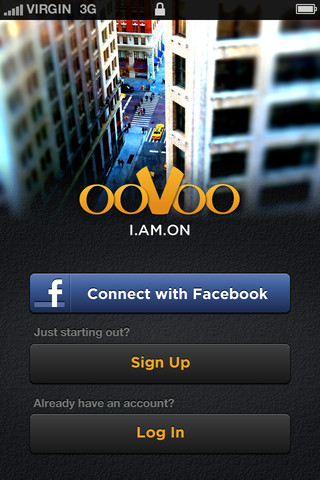 VIRGIN 3G
ooVoo
I.AM.ON
f Connect with Facebook
Just starting out?
Sign Up
Already have an account?
Log In